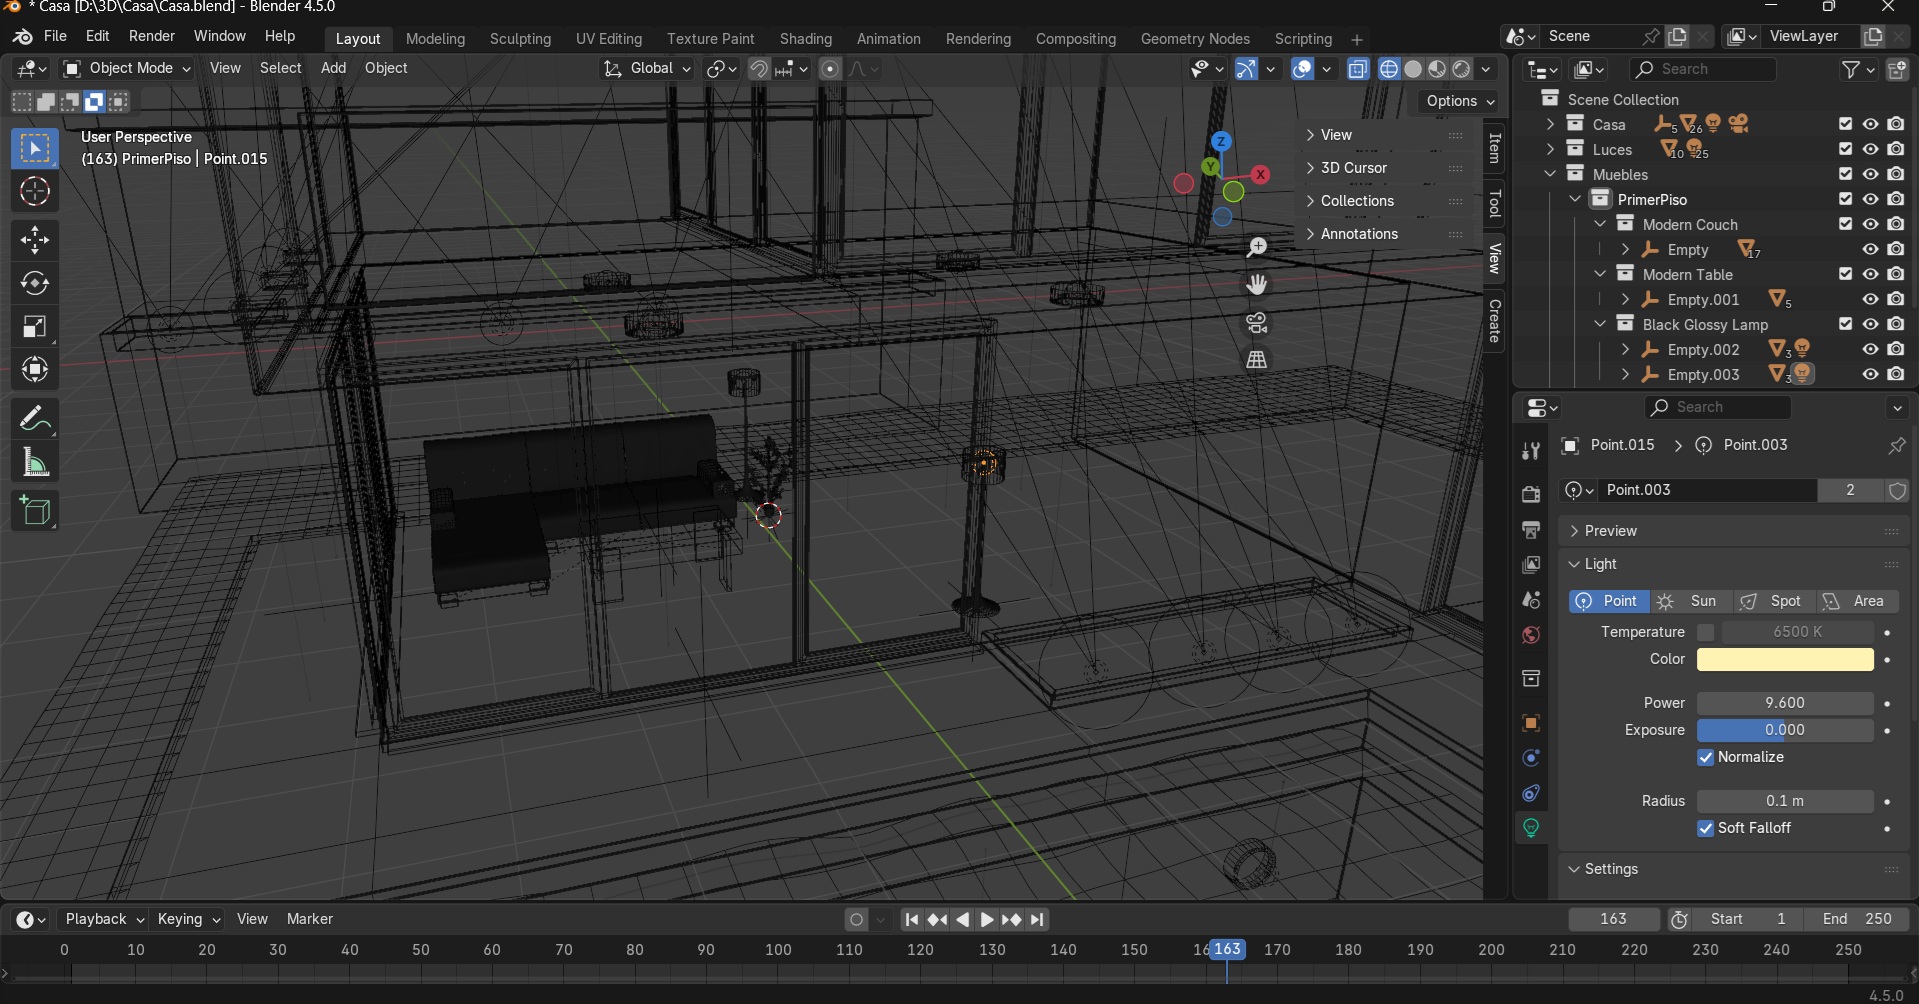 * Casa [D:\3D\Casa\Casa.blend] - Blender 4.5.0
File Edit Render Window Help Layout Modeling Sculpting UV Editing Texture Paint Shading Animation Rendering Compositing Geometry Nodes Scripting + Scene ViewLayer
Object Mode View Select Add Object Global Search
Options
User Perspective
(163) PrimerPiso | Point.015
Z
Y
X
View
3D Cursor
Collections
Annotations
Item
Tool
View
Create
Scene Collection
Casa 5 26
Luces 10 25
Muebles
PrimerPiso
Modern Couch
Empty 17
Modern Table
Empty.001 5
Black Glossy Lamp
Empty.002 3
Empty.003 3
Search
Point.015 Point.003
Point.003 2
Preview
Light
Point Sun Spot Area
Temperature 6500 K
Color
Power 9.600
Exposure 0.000
Normalize
Radius 0.1 m
Soft Falloff
Settings
Playback Keying View Marker 163 Start 1 End 250
0 10 20 30 40 50 60 70 80 90 100 110 120 130 140 150 16 163 170 180 190 200 210 220 230 240 250
4.5.0